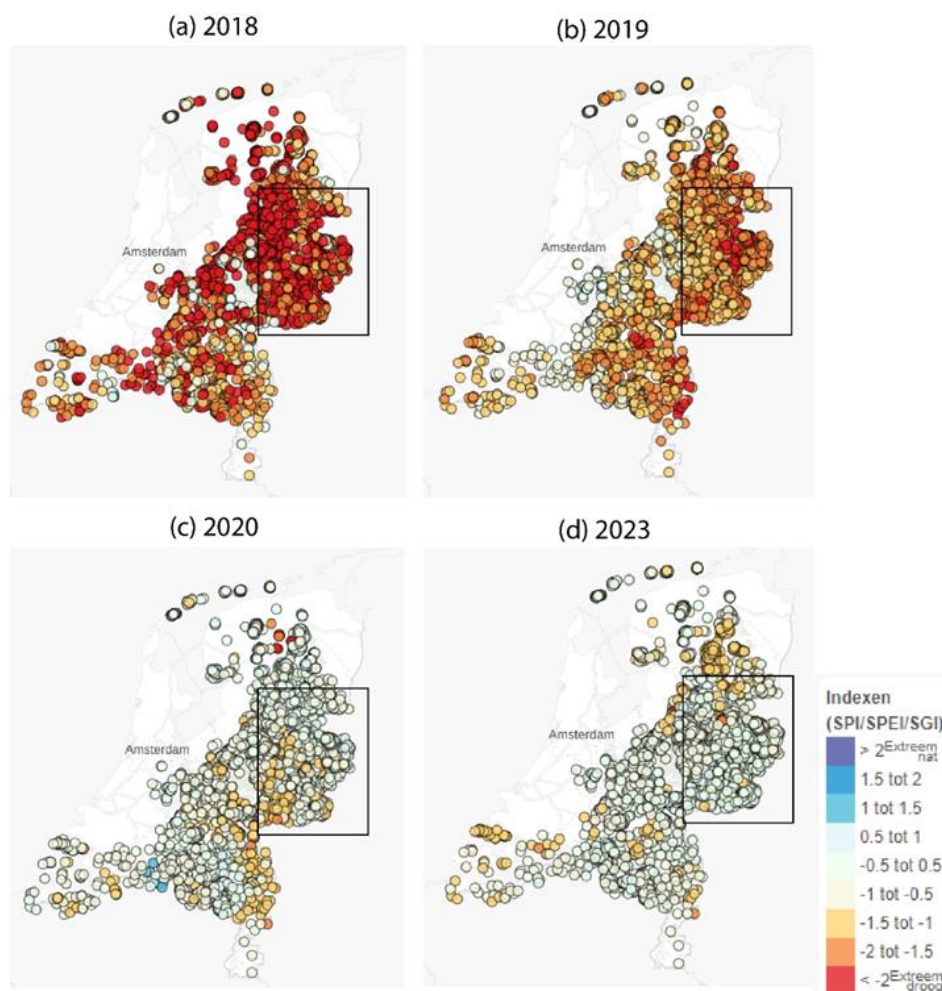 (a) 2018
(b) 2019
Amsterdam
Amsterdam
(c) 2020
(d) 2023
Amsterdam
Amsterdam
Indexen
(SPI/SPEI/SGI)
> 2 Extreem nat
1.5 tot 2
1 tot 1.5
0.5 tot 1
-0.5 tot 0.5
-1 tot -0.5
-1.5 tot -1
-2 tot -1.5
< -2 Extreem droog